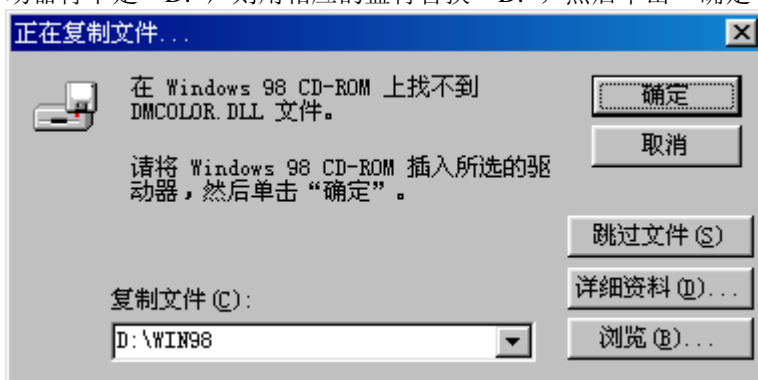 动器符不是“D:”，则用相应的盘符替换“D:”，然后单击“确定”
正在复制文件...
在 Windows 98 CD-ROM 上找不到
DMCOLOR.DLL 文件。
请将 Windows 98 CD-ROM 插入所选的驱
动器，然后单击“确定”。
复制文件(C):
D:\WIN98
确定
取消
跳过文件(S)
详细资料(D)...
浏览(B)...